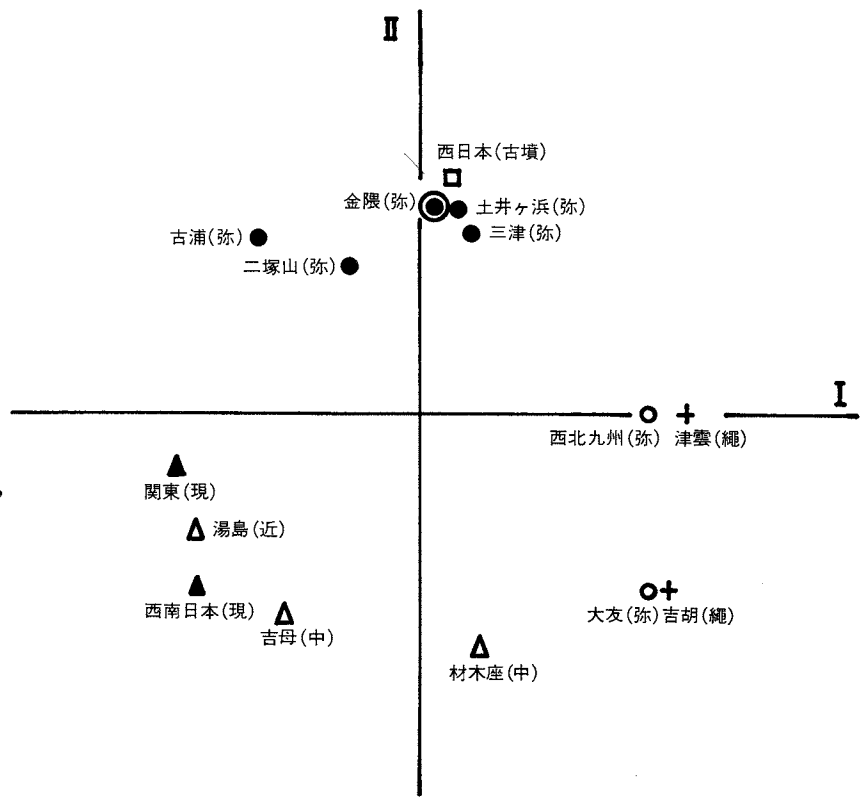 II
西日本(古墳)
金隈(弥)
土井ヶ浜(弥)
古浦(弥)
三津(弥)
二塚山(弥)
I
西北九州(弥)
津雲(縄)
関東(現)
湯島(近)
西南日本(現)
吉母(中)
大友(弥)
吉胡(縄)
材木座(中)